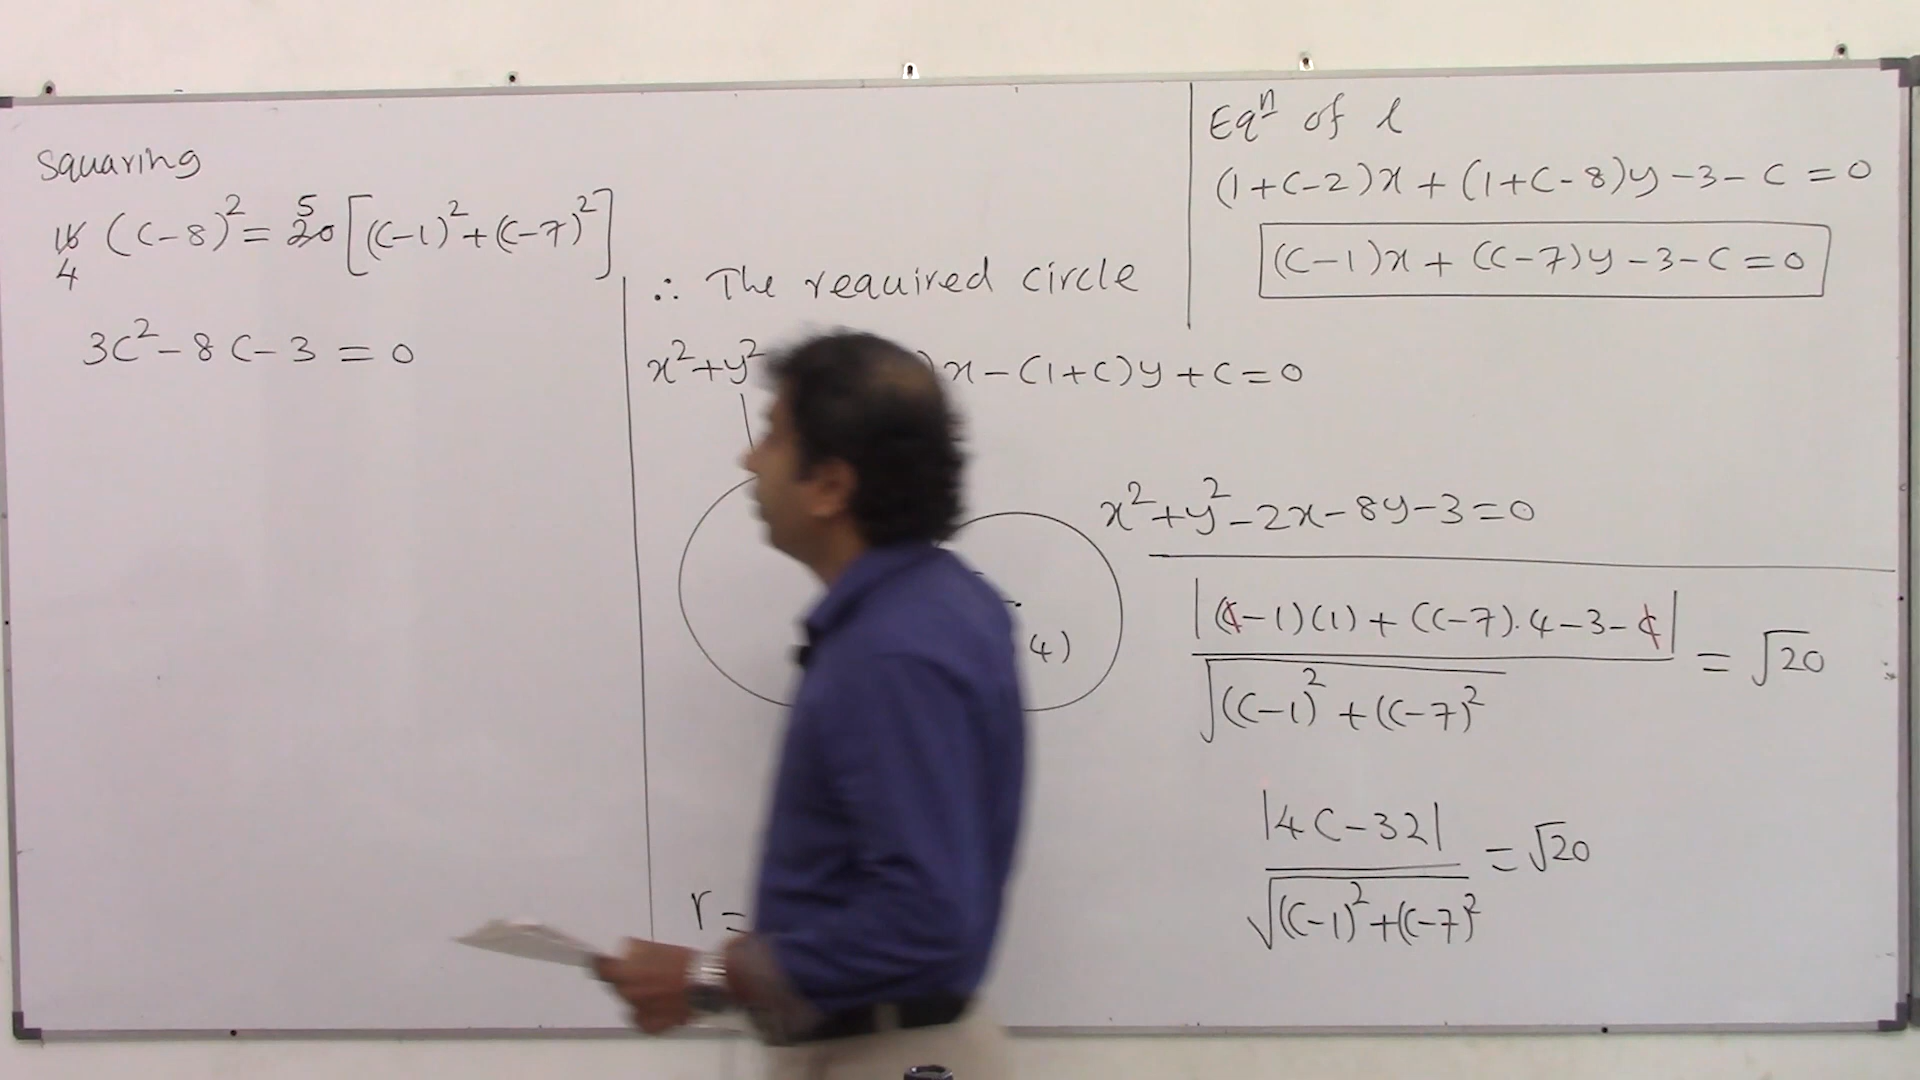 Squaring
16 (C-8)² = 20 [(C-1)²+(C-7)²]
4 5
3C²-8C-3=0
∴ The required circle
x²+y² )x-(1+C)y+C=0
4)
r=
Eqⁿ of l
(1+C-2)x+(1+C-8)y-3-C=0
(C-1)x+(C-7)y-3-C=0
x²+y²-2x-8y-3=0
|(C-1)(1)+(C-7).4-3-C|
= √20
√(C-1)²+(C-7)²
|4C-32|
= √20
√(C-1)²+(C-7)²